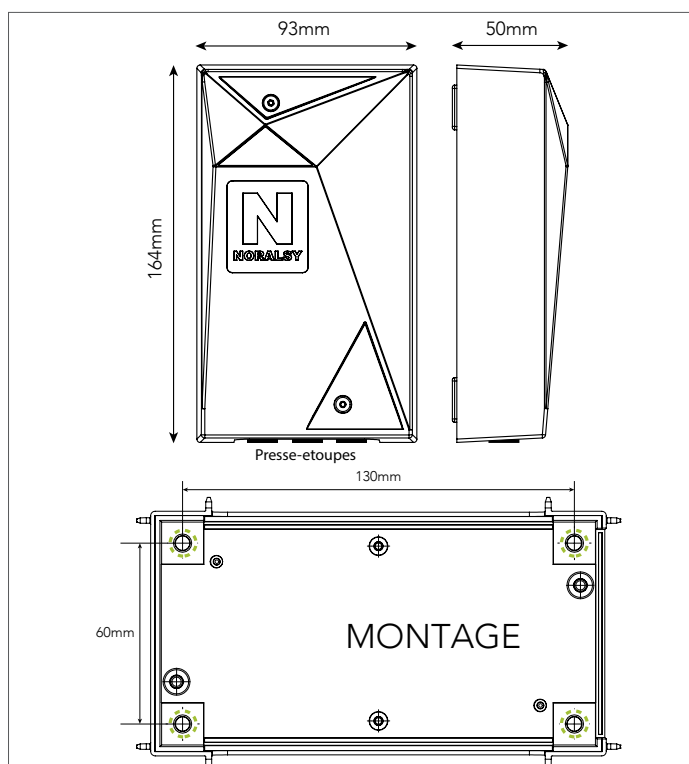 93mm
50mm
164mm
N
NORALSY
Presse-etoupes
130mm
60mm
MONTAGE